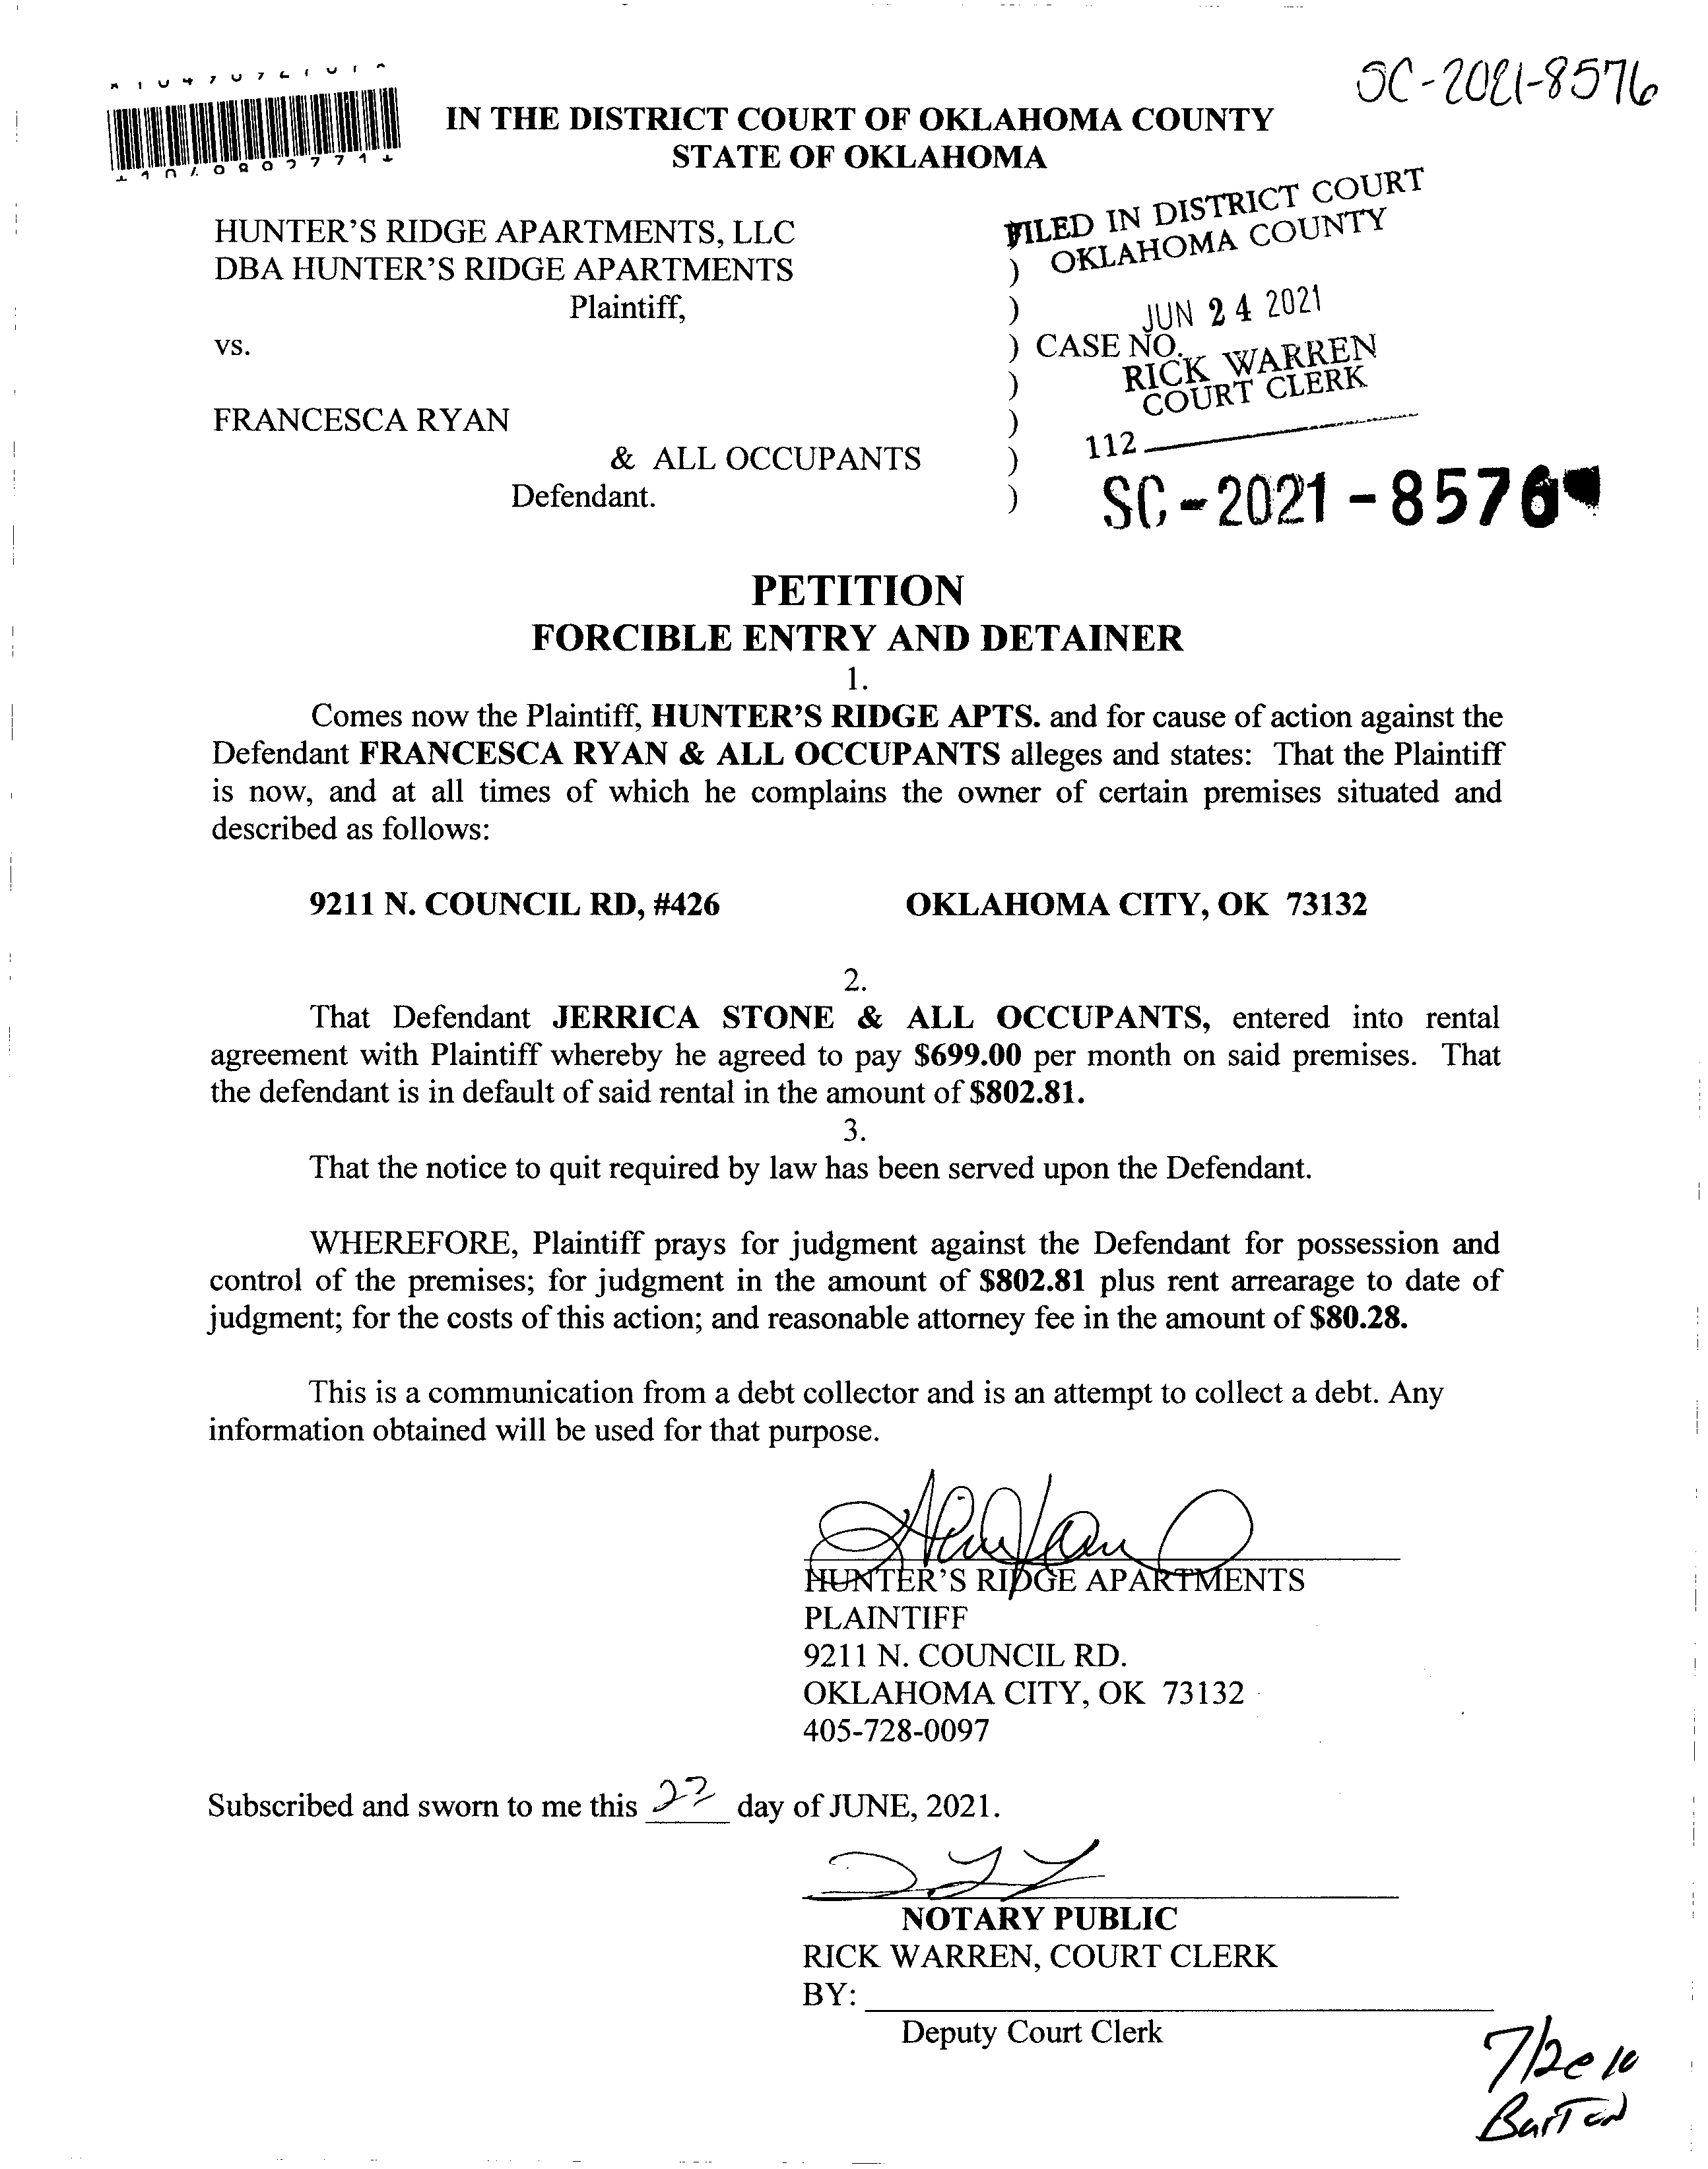 SC-2021-8576
IN THE DISTRICT COURT OF OKLAHOMA COUNTY
STATE OF OKLAHOMA
FILED IN DISTRICT COURT
OKLAHOMA COUNTY
HUNTER'S RIDGE APARTMENTS, LLC
DBA HUNTER'S RIDGE APARTMENTS )
Plaintiff, )
JUN 24 2021
vs. ) CASE NO.
RICK WARREN
COURT CLERK
)
FRANCESCA RYAN )
112
& ALL OCCUPANTS )
Defendant. )
SC-2021-8576
PETITION
FORCIBLE ENTRY AND DETAINER
1.
Comes now the Plaintiff, HUNTER'S RIDGE APTS. and for cause of action against the
Defendant FRANCESCA RYAN & ALL OCCUPANTS alleges and states: That the Plaintiff
is now, and at all times of which he complains the owner of certain premises situated and
described as follows:
9211 N. COUNCIL RD, #426 OKLAHOMA CITY, OK 73132
2.
That Defendant JERRICA STONE & ALL OCCUPANTS, entered into rental
agreement with Plaintiff whereby he agreed to pay $699.00 per month on said premises. That
the defendant is in default of said rental in the amount of $802.81.
3.
That the notice to quit required by law has been served upon the Defendant.
WHEREFORE, Plaintiff prays for judgment against the Defendant for possession and
control of the premises; for judgment in the amount of $802.81 plus rent arrearage to date of
judgment; for the costs of this action; and reasonable attorney fee in the amount of $80.28.
This is a communication from a debt collector and is an attempt to collect a debt. Any
information obtained will be used for that purpose.
HUNTER'S RIDGE APARTMENTS
PLAINTIFF
9211 N. COUNCIL RD.
OKLAHOMA CITY, OK 73132
405-728-0097
Subscribed and sworn to me this day of JUNE, 2021.
NOTARY PUBLIC
RICK WARREN, COURT CLERK
BY:
Deputy Court Clerk
Barton